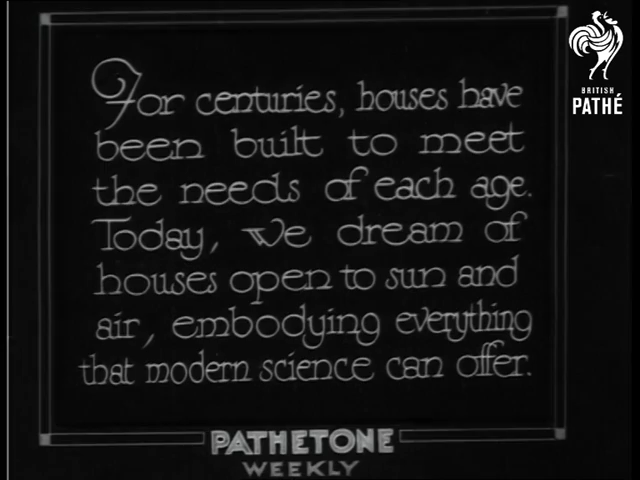 BRITISH
PATHÉ
For centuries, houses have
been built to meet
the needs of each age.
Today, we dream of
houses open to sun and
air, embodying everything
that modern science can offer.
PATHETONE
WEEKLY